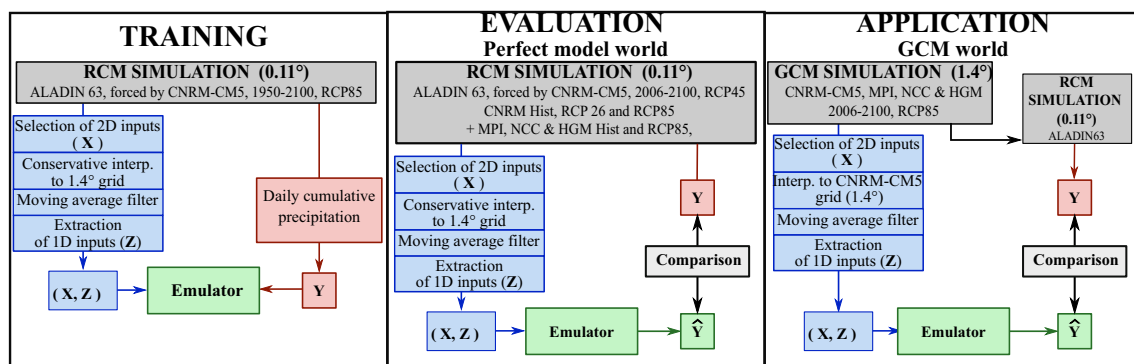 TRAINING
RCM SIMULATION (0.11°)
ALADIN 63, forced by CNRM-CM5, 1950-2100, RCP85
Selection of 2D inputs
(X)
Conservative interp.
to 1.4° grid
Moving average filter
Extraction
of 1D inputs (Z)
Daily cumulative
precipitation
(X, Z)
Emulator
Y
EVALUATION
Perfect model world
RCM SIMULATION (0.11°)
ALADIN 63, forced by CNRM-CM5, 2006-2100, RCP45
CNRM Hist, RCP 26 and RCP85
+ MPI, NCC & HGM Hist and RCP85,
Selection of 2D inputs
(X)
Conservative interp.
to 1.4° grid
Moving average filter
Extraction
of 1D inputs (Z)
Y
Comparison
(X, Z)
Emulator
Ŷ
APPLICATION
GCM world
GCM SIMULATION (1.4°)
CNRM-CM5, MPI, NCC & HGM
2006-2100, RCP85
RCM
SIMULATION
(0.11°)
ALADIN63
Selection of 2D inputs
(X)
Interp. to CNRM-CM5
grid (1.4°)
Moving average filter
Extraction
of 1D inputs (Z)
Y
Comparison
(X, Z)
Emulator
Ŷ